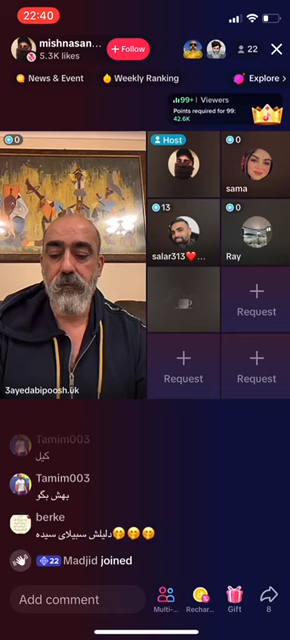 22:40
mishnasan...
5.3K likes
+ Follow
22
News & Event
Weekly Ranking
Explore >
99+ | Viewers
Points required for 99:
42.6K
0
Host
0
sama
13
salar313❤️...
0
Ray
3ayedabipoosh.uk
+
Request
+
Request
+
Request
Tamim003
کیل
Tamim003
بهش بگو
berke
دلیلش سیبیلای سیده😋😋😋
22 Madjid joined
Add comment
Multi-...
Rechar...
Gift
8